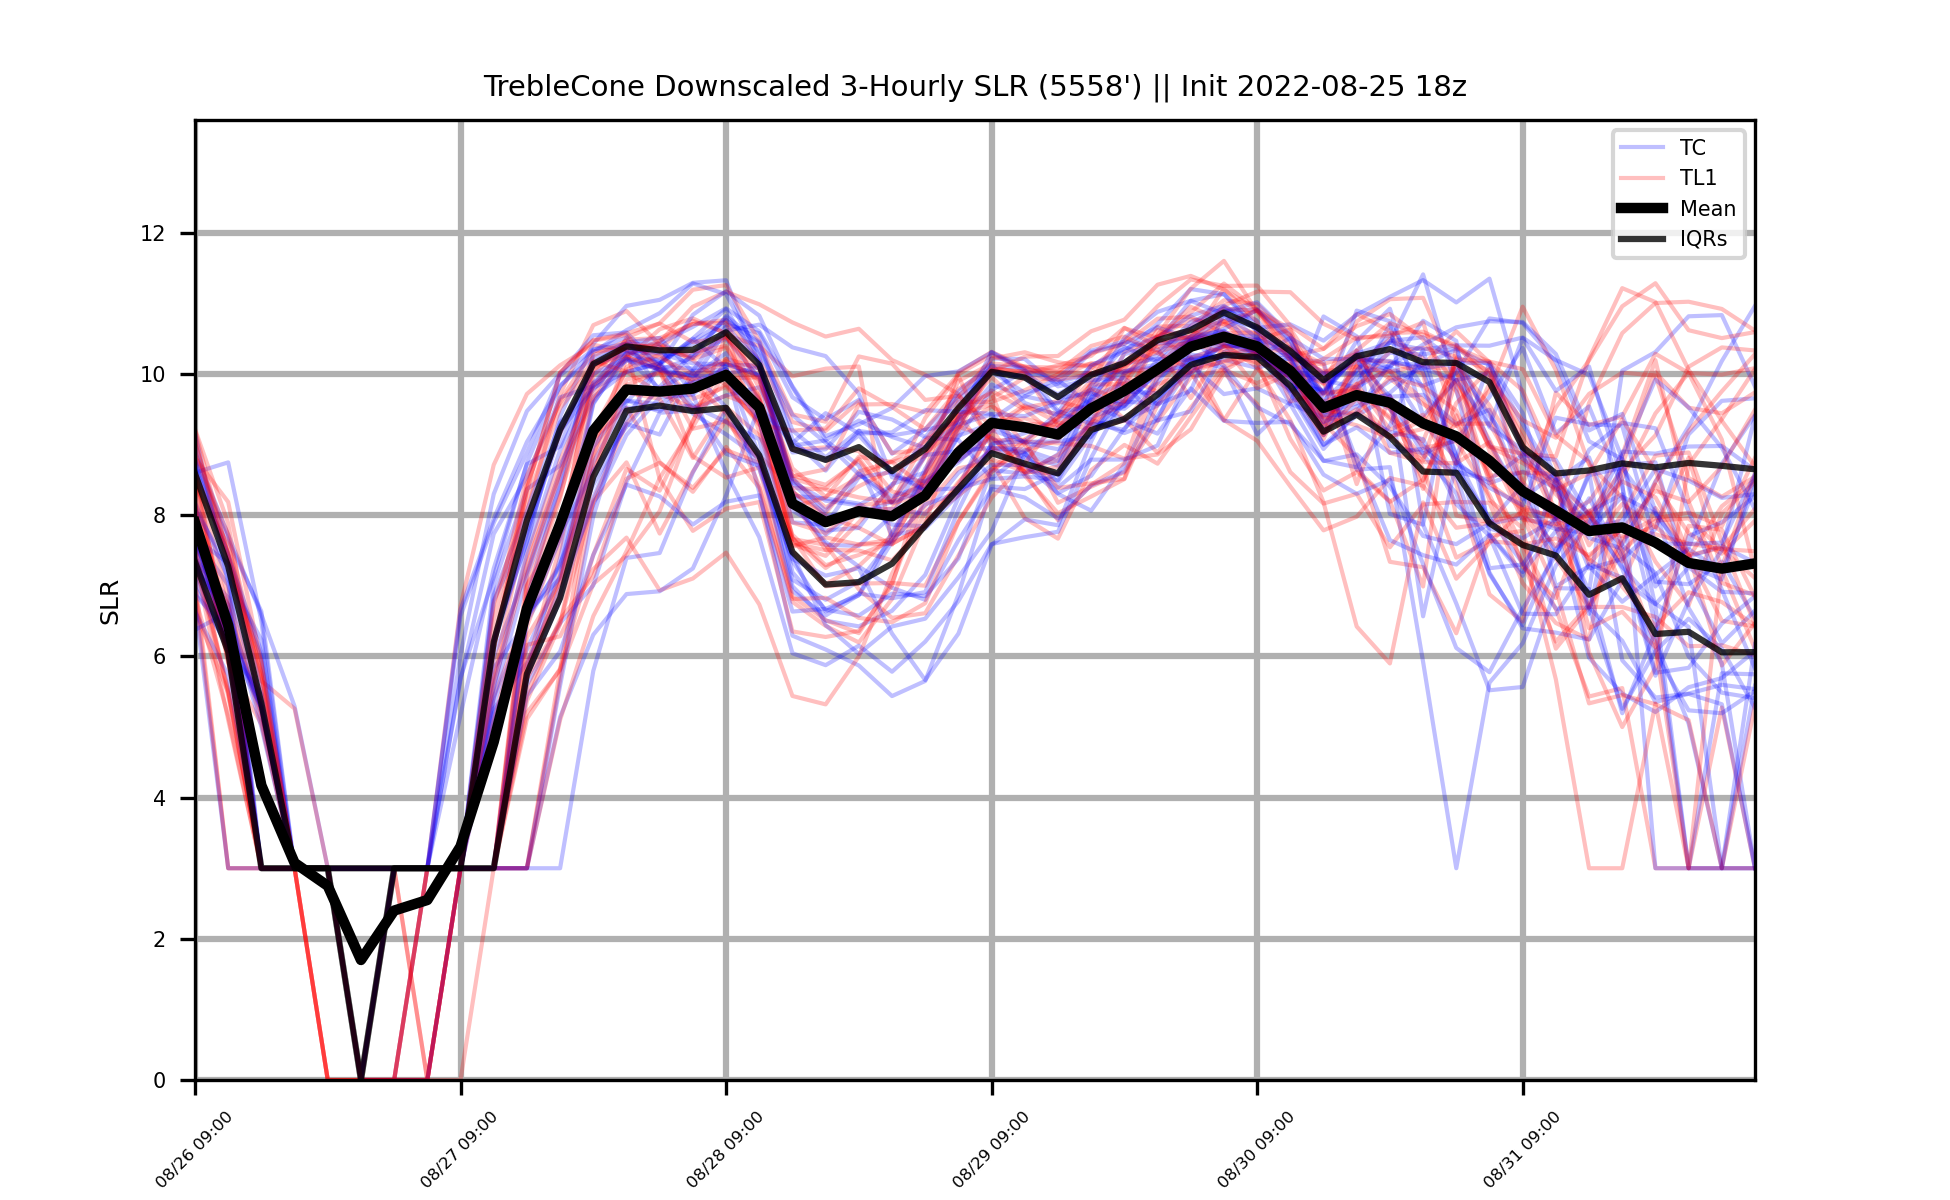 TrebleCone Downscaled 3-Hourly SLR (5558') || Init 2022-08-25 18z
TC
TL1
Mean
IQRs
SLR
12
10
8
6
4
2
0
08/26 09:00
08/27 09:00
08/28 09:00
08/29 09:00
08/30 09:00
08/31 09:00